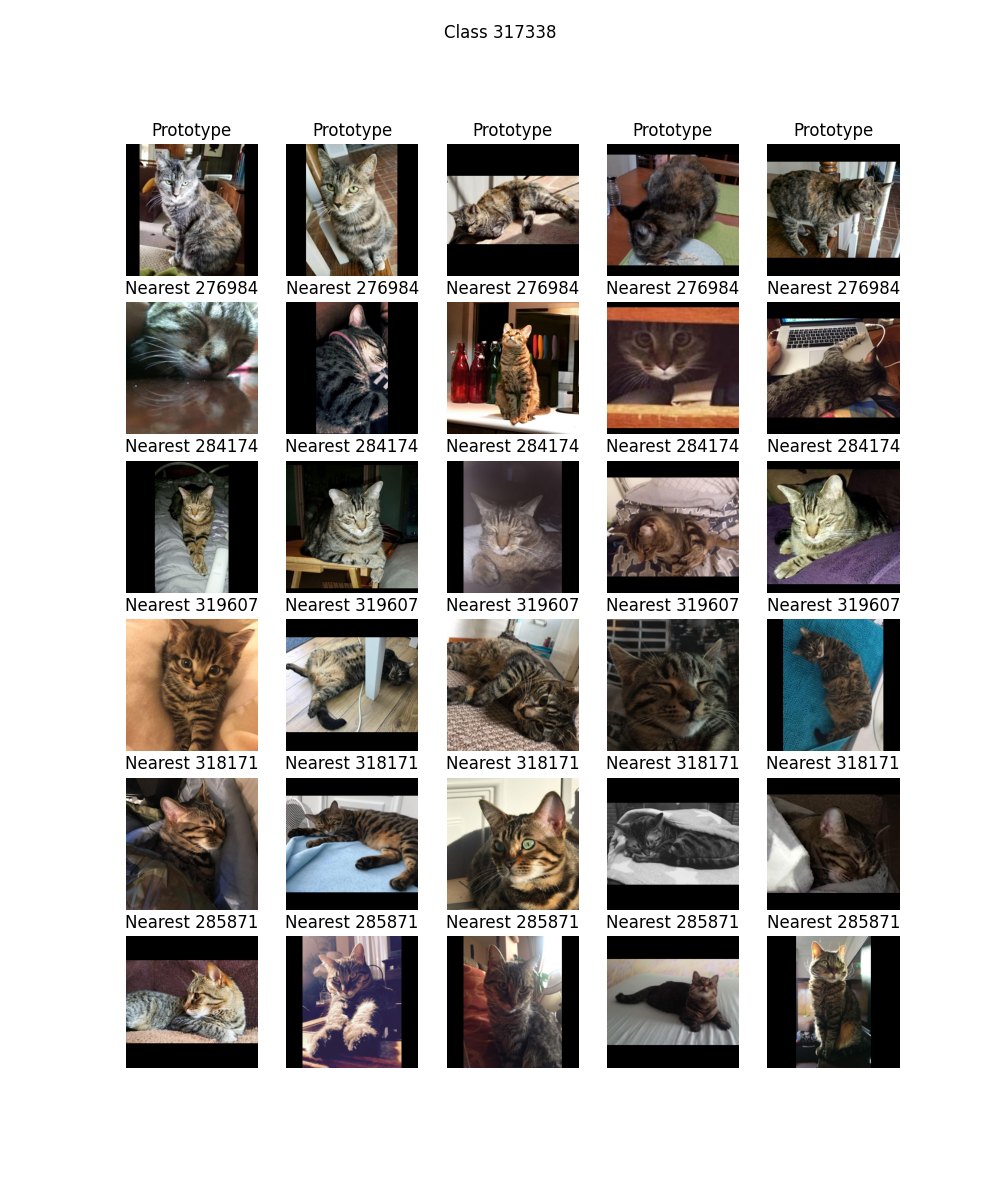 Class 317338
Prototype Prototype Prototype Prototype Prototype
Nearest 276984 Nearest 276984 Nearest 276984 Nearest 276984 Nearest 276984
Nearest 284174 Nearest 284174 Nearest 284174 Nearest 284174 Nearest 284174
Nearest 319607 Nearest 319607 Nearest 319607 Nearest 319607 Nearest 319607
Nearest 318171 Nearest 318171 Nearest 318171 Nearest 318171 Nearest 318171
Nearest 285871 Nearest 285871 Nearest 285871 Nearest 285871 Nearest 285871